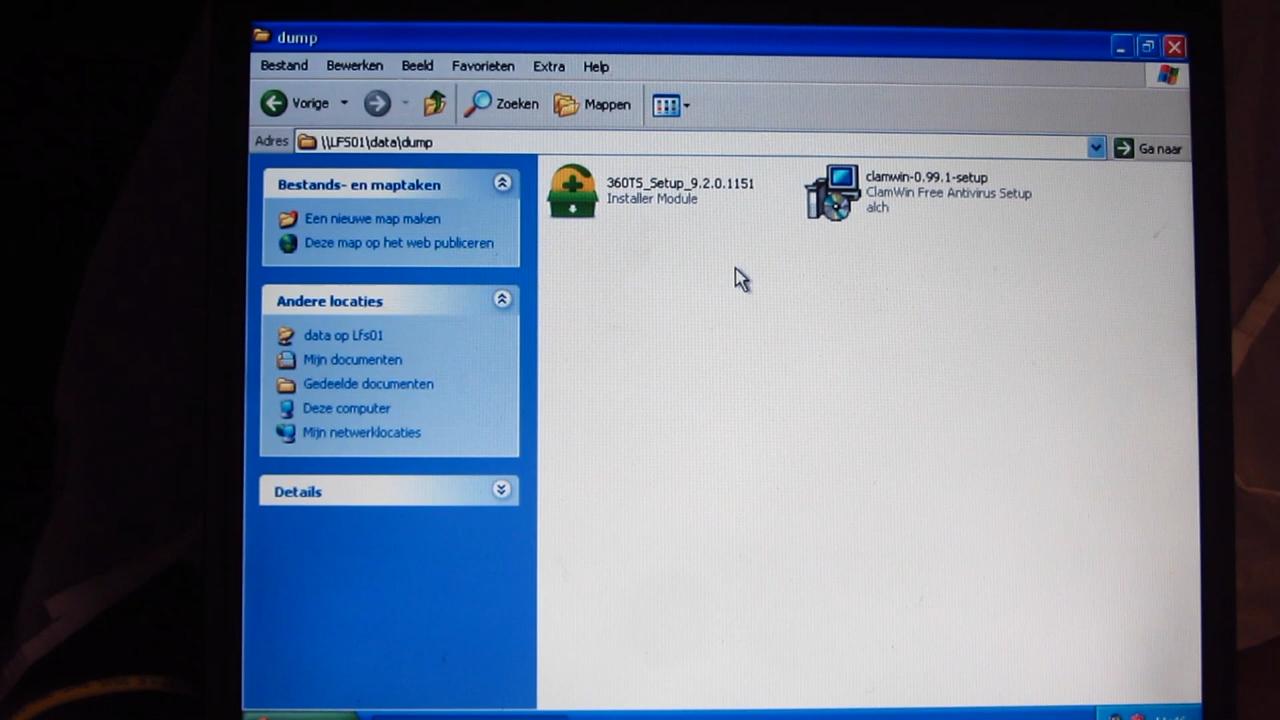 dump
Bestand Bewerken Beeld Favorieten Extra Help
Vorige Zoeken Mappen
Adres \\LFS01\data\dump Ga naar
Bestands- en maptaken
Een nieuwe map maken
Deze map op het web publiceren
Andere locaties
data op Lfs01
Mijn documenten
Gedeelde documenten
Deze computer
Mijn netwerklocaties
Details
360TS_Setup_9.2.0.1151
Installer Module
clamwin-0.99.1-setup
ClamWin Free Antivirus Setup
alch